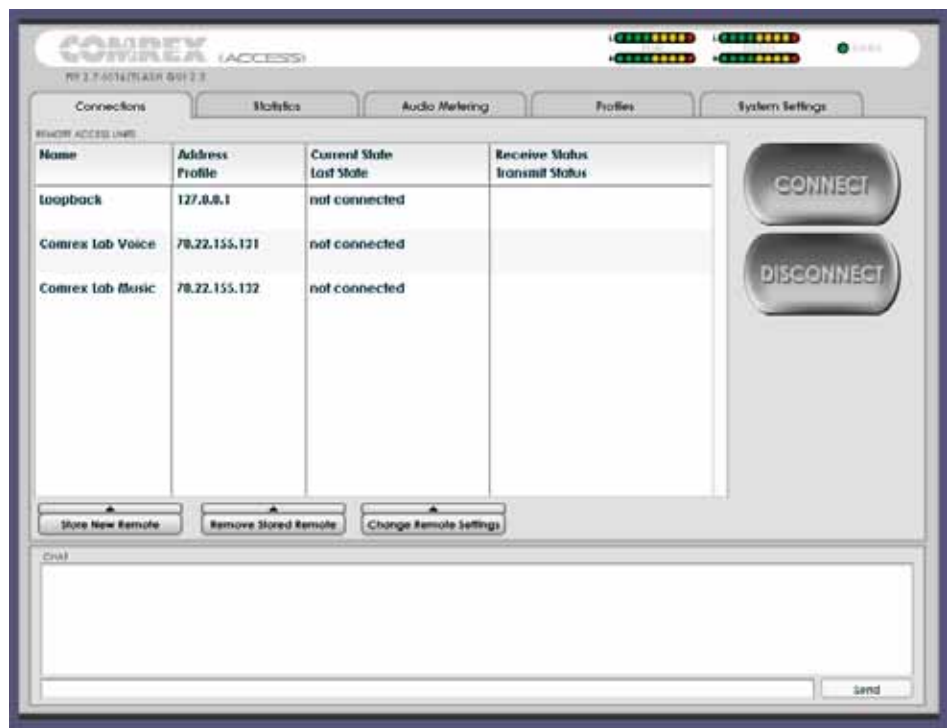 COMREX (ACCESS)
L
R
L
R
Connections
Statistics
Audio Metering
Profiles
System Settings
REMOTE ACCESS UNITS
Name
Address
Profile
Current State
Last State
Receive Status
Transmit Status
Loopback 127.0.0.1 not connected
Comrex Lab Voice 70.22.155.131 not connected
Comrex Lab Music 70.22.155.132 not connected
CONNECT
DISCONNECT
Store New Remote
Remove Stored Remote
Change Remote Settings
CHAT
Send